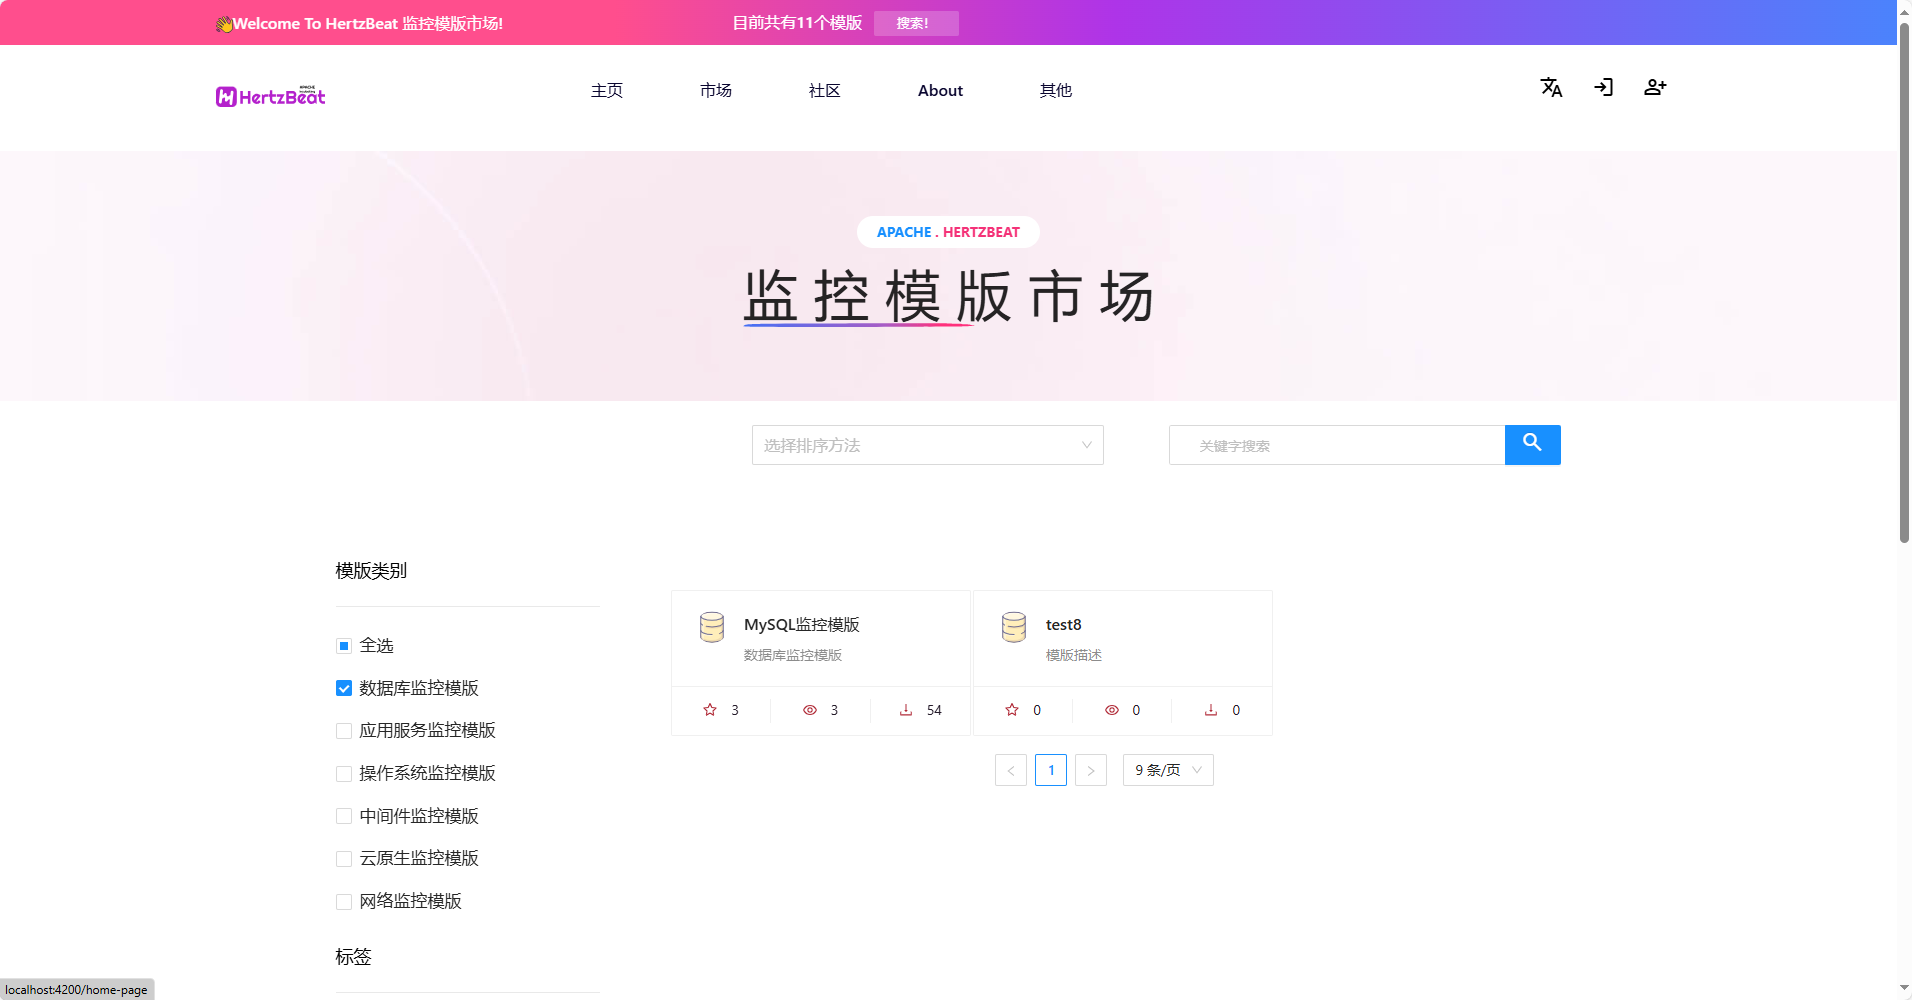 👋Welcome To HertzBeat 监控模版市场!
目前共有11个模版 搜索!
HertzBeat
主页 市场 社区 About 其他
APACHE . HERTZBEAT
监控模版市场
选择排序方法
关键字搜索
模版类别
全选
数据库监控模版
应用服务监控模版
操作系统监控模版
中间件监控模版
云原生监控模版
网络监控模版
标签
MySQL监控模版
数据库监控模版
3 3 54
test8
模版描述
0 0 0
< 1 > 9 条/页
localhost:4200/home-page